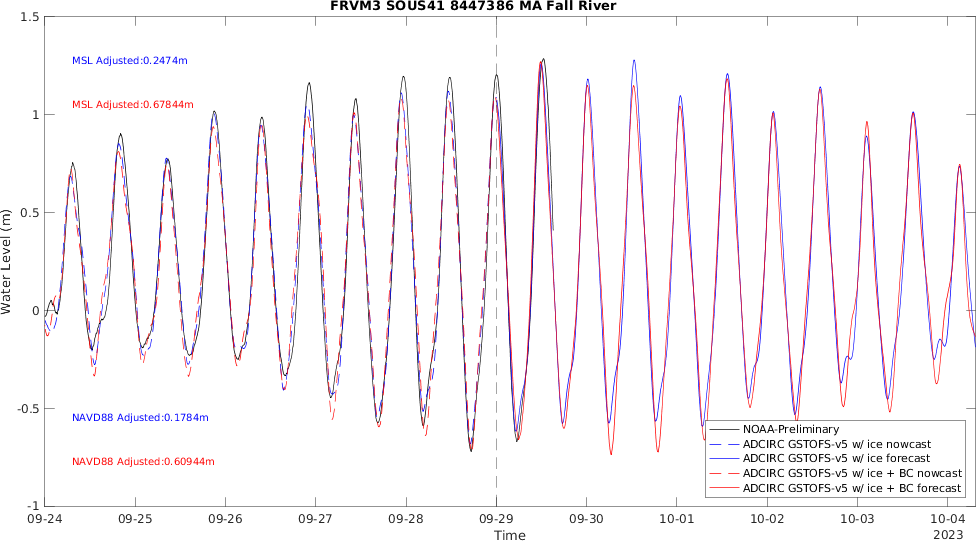 FRVM3 SOUS41 8447386 MA Fall River
1.5
1
0.5
0
-0.5
-1
Water Level (m)
MSL Adjusted:0.2474m
MSL Adjusted:0.67844m
NAVD88 Adjusted:0.1784m
NAVD88 Adjusted:0.60944m
NOAA-Preliminary
ADCIRC GSTOFS-v5 w/ ice nowcast
ADCIRC GSTOFS-v5 w/ ice forecast
ADCIRC GSTOFS-v5 w/ ice + BC nowcast
ADCIRC GSTOFS-v5 w/ ice + BC forecast
09-24 09-25 09-26 09-27 09-28 09-29 09-30 10-01 10-02 10-03 10-04
2023
Time